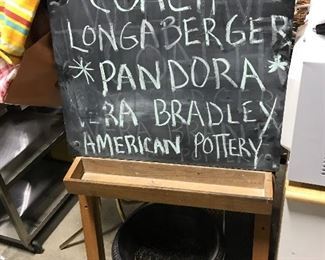 COACH
LONGABERGER
*PANDORA*
VERA BRADLEY
AMERICAN POTTERY